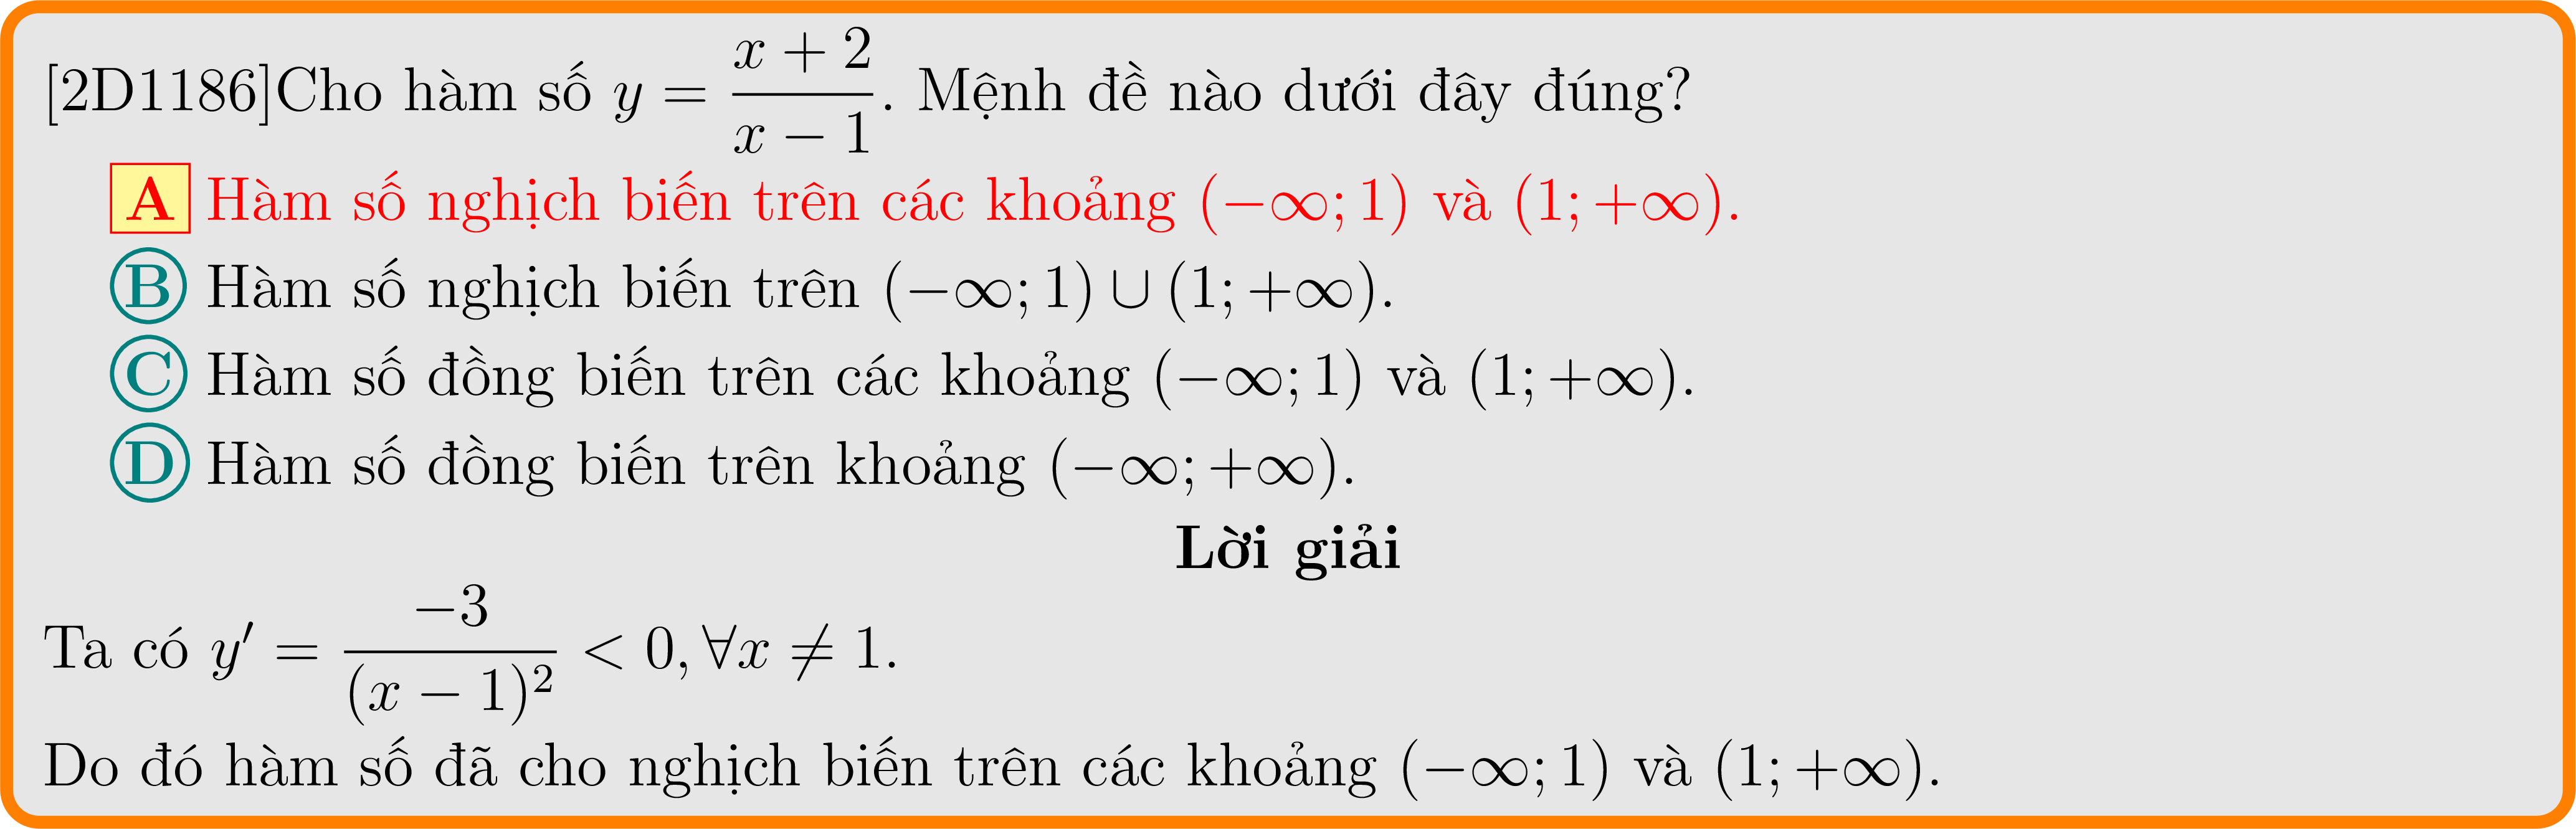 [2D1186]Cho hàm số $y = \dfrac{x+2}{x-1}$. Mệnh đề nào dưới đây đúng?
A Hàm số nghịch biến trên các khoảng $(-\infty; 1)$ và $(1; +\infty)$.
B Hàm số nghịch biến trên $(-\infty; 1) \cup (1; +\infty)$.
C Hàm số đồng biến trên các khoảng $(-\infty; 1)$ và $(1; +\infty)$.
D Hàm số đồng biến trên khoảng $(-\infty; +\infty)$.
Lời giải
Ta có $y' = \dfrac{-3}{(x-1)^2} < 0, \forall x \neq 1$.
Do đó hàm số đã cho nghịch biến trên các khoảng $(-\infty; 1)$ và $(1; +\infty)$.